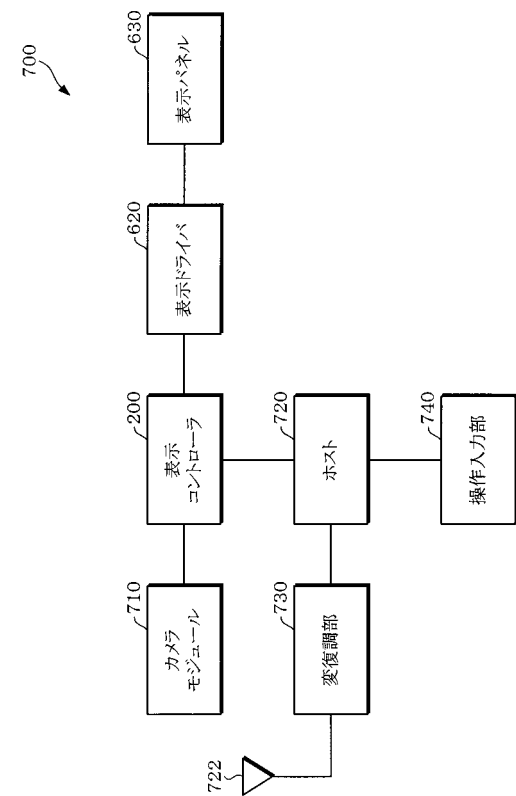 700
710
カメラ
モジュール
200
表示
コントローラ
620
表示ドライバ
630
表示パネル
722
730
変復調部
720
ホスト
740
操作入力部